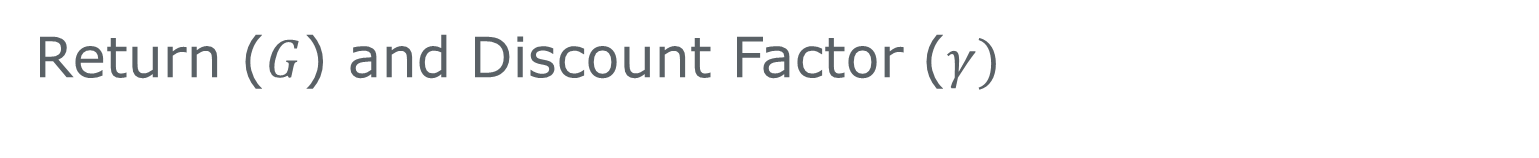 Return (𝐺) and Discount Factor (𝛾)